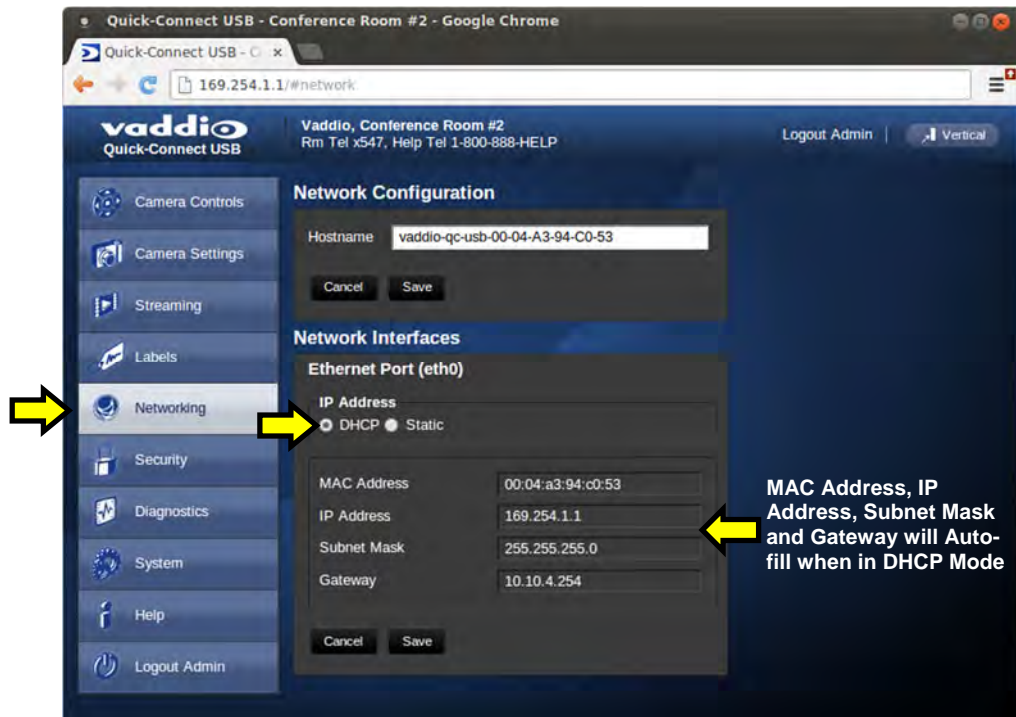 Quick-Connect USB - Conference Room #2 - Google Chrome
Quick-Connect USB - C
169.254.1.1/#network
vaddio
Quick-Connect USB
Vaddio, Conference Room #2
Rm Tel x547, Help Tel 1-800-888-HELP
Logout Admin
Vertical
Camera Controls
Camera Settings
Streaming
Labels
Networking
Security
Diagnostics
System
Help
Logout Admin
Network Configuration
Hostname vaddio-qc-usb-00-04-A3-94-C0-53
Cancel Save
Network Interfaces
Ethernet Port (eth0)
IP Address
DHCP Static
MAC Address 00:04:a3:94:c0:53
IP Address 169.254.1.1
Subnet Mask 255.255.255.0
Gateway 10.10.4.254
Cancel Save
MAC Address, IP
Address, Subnet Mask
and Gateway will Auto-
fill when in DHCP Mode